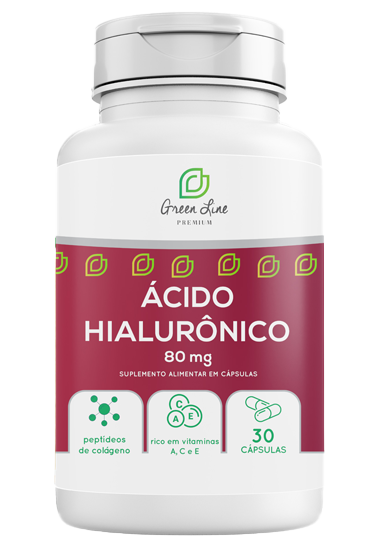 Green Line
PREMIUM
ÁCIDO
HIALURÔNICO
80 mg
SUPLEMENTO ALIMENTAR EM CÁPSULAS
C
A E
peptídeos
de colágeno
rico em vitaminas
A, C e E
30
CÁPSULAS